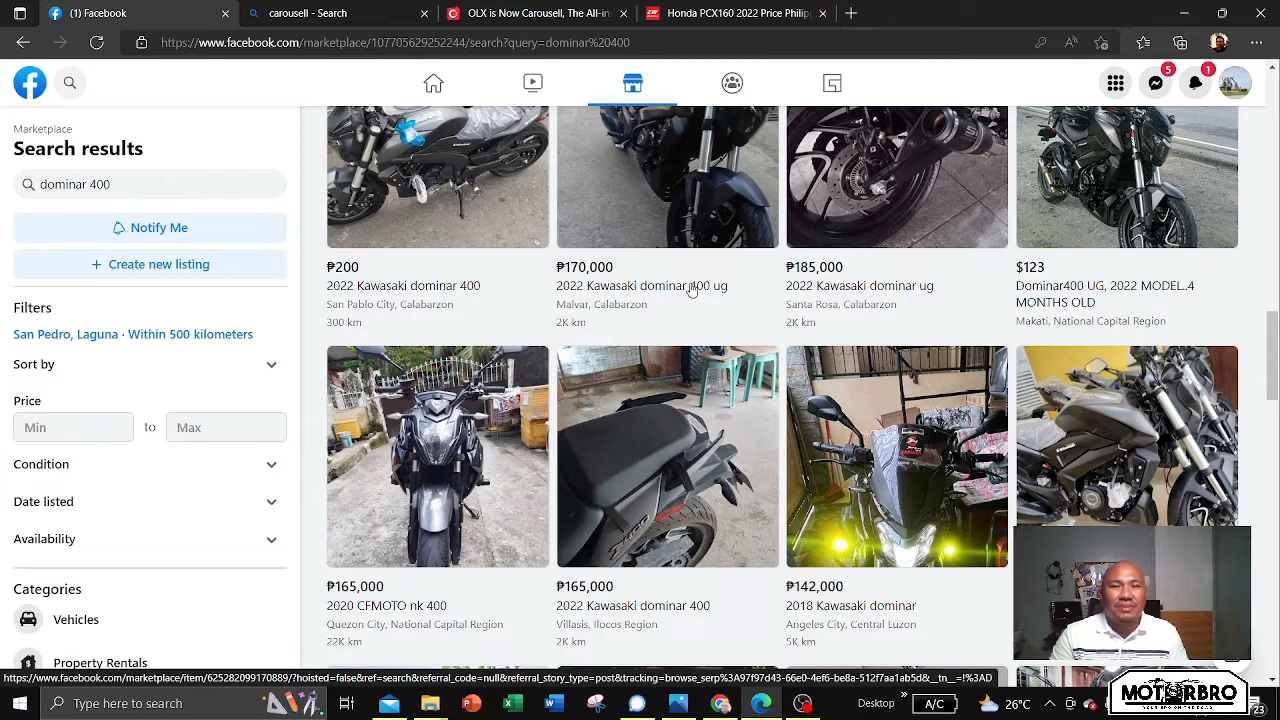 Dominar 400 Price Philip
carousell - Search
OLX is Now Carousell, The All-in
Honda PCX160 2022 Price Philip
https://www.facebook.com/marketplace/107705629252244/search?query=dominar%20400
5
1
Marketplace
Search results
dominar 400
Notify Me
+ Create new listing
Filters
San Pedro, Laguna · Within 500 kilometers
Sort by
Price
Min
to
Max
Condition
Date listed
Availability
Categories
Vehicles
Property Rentals
₱200
2022 Kawasaki dominar 400
San Pablo City, Calabarzon
300 km
₱170,000
2022 Kawasaki dominar 400 ug
Malvar, Calabarzon
2K km
₱185,000
2022 Kawasaki dominar ug
Santa Rosa, Calabarzon
2K km
$123
Dominar400 UG, 2022 MODEL..4
MONTHS OLD
Makati, National Capital Region
₱165,000
2020 CFMOTO nk 400
Quezon City, National Capital Region
22K km
₱165,000
2022 Kawasaki dominar 400
Villasis, Ilocos Region
2K km
₱142,000
2018 Kawasaki dominar
Angeles City, Central Luzon
5K km
Type here to search
Desktop
A/C
26°C
23
MOTORBRO